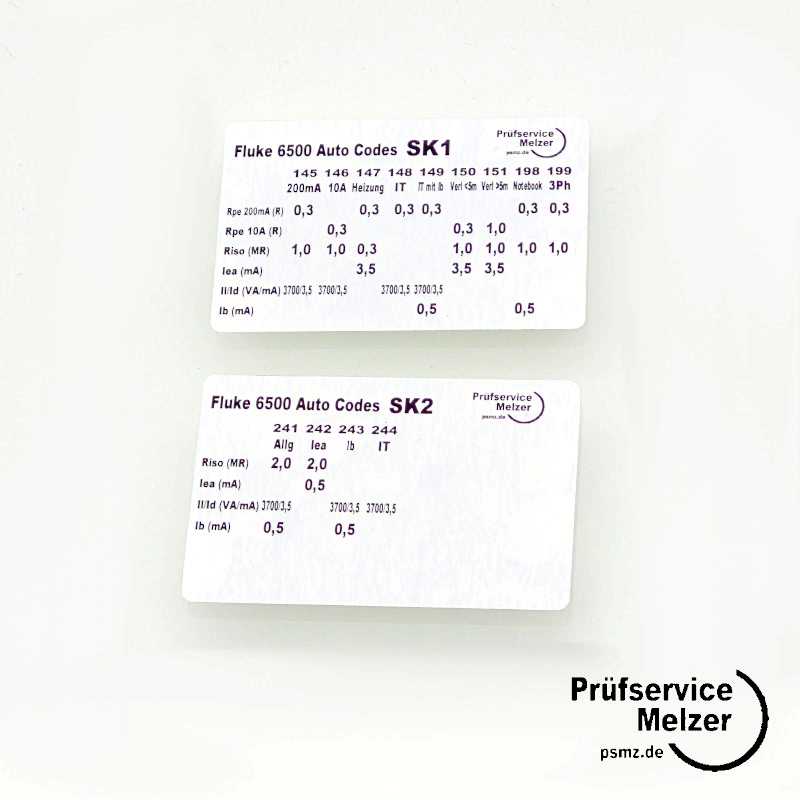 Fluke 6500 Auto Codes SK1
Prüfservice
Melzer
psmz.de
145 146 147 148 149 150 151 198 199
200mA 10A Heizung IT IT mit Ib Verl <5m Verl >5m Notebook 3Ph
Rpe 200mA (R) 0,3 0,3 0,3 0,3 0,3 0,3
Rpe 10A (R) 0,3 0,3 1,0
Riso (MR) 1,0 1,0 0,3 1,0 1,0 1,0 1,0
Iea (mA) 3,5 3,5 3,5
Il/Id (VA/mA) 3700/3,5 3700/3,5 3700/3,5 3700/3,5
Ib (mA) 0,5 0,5
Fluke 6500 Auto Codes SK2
Prüfservice
Melzer
psmz.de
241 242 243 244
Allg Iea Ib IT
Riso (MR) 2,0 2,0
Iea (mA) 0,5
Il/Id (VA/mA) 3700/3,5 3700/3,5 3700/3,5
Ib (mA) 0,5 0,5
Prüfservice
Melzer
psmz.de